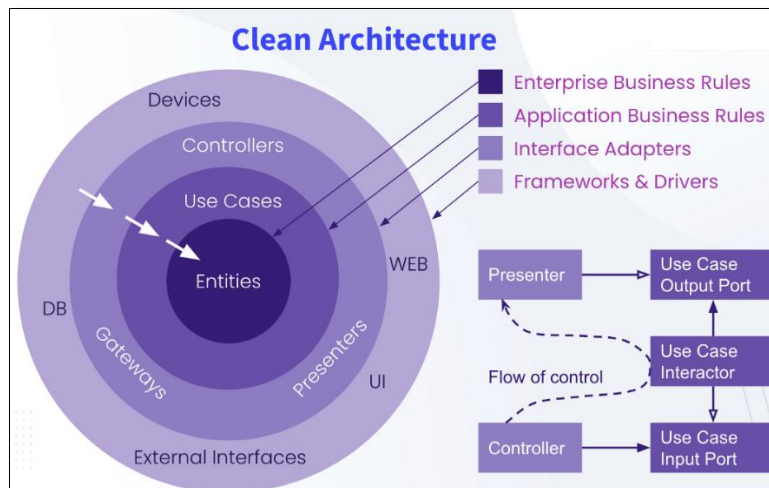 Clean Architecture
Devices
Controllers
Use Cases
Entities
WEB
DB
Gateways
Presenters
UI
External Interfaces
Enterprise Business Rules
Application Business Rules
Interface Adapters
Frameworks & Drivers
Presenter
Use Case
Output Port
Use Case
Interactor
Flow of control
Controller
Use Case
Input Port